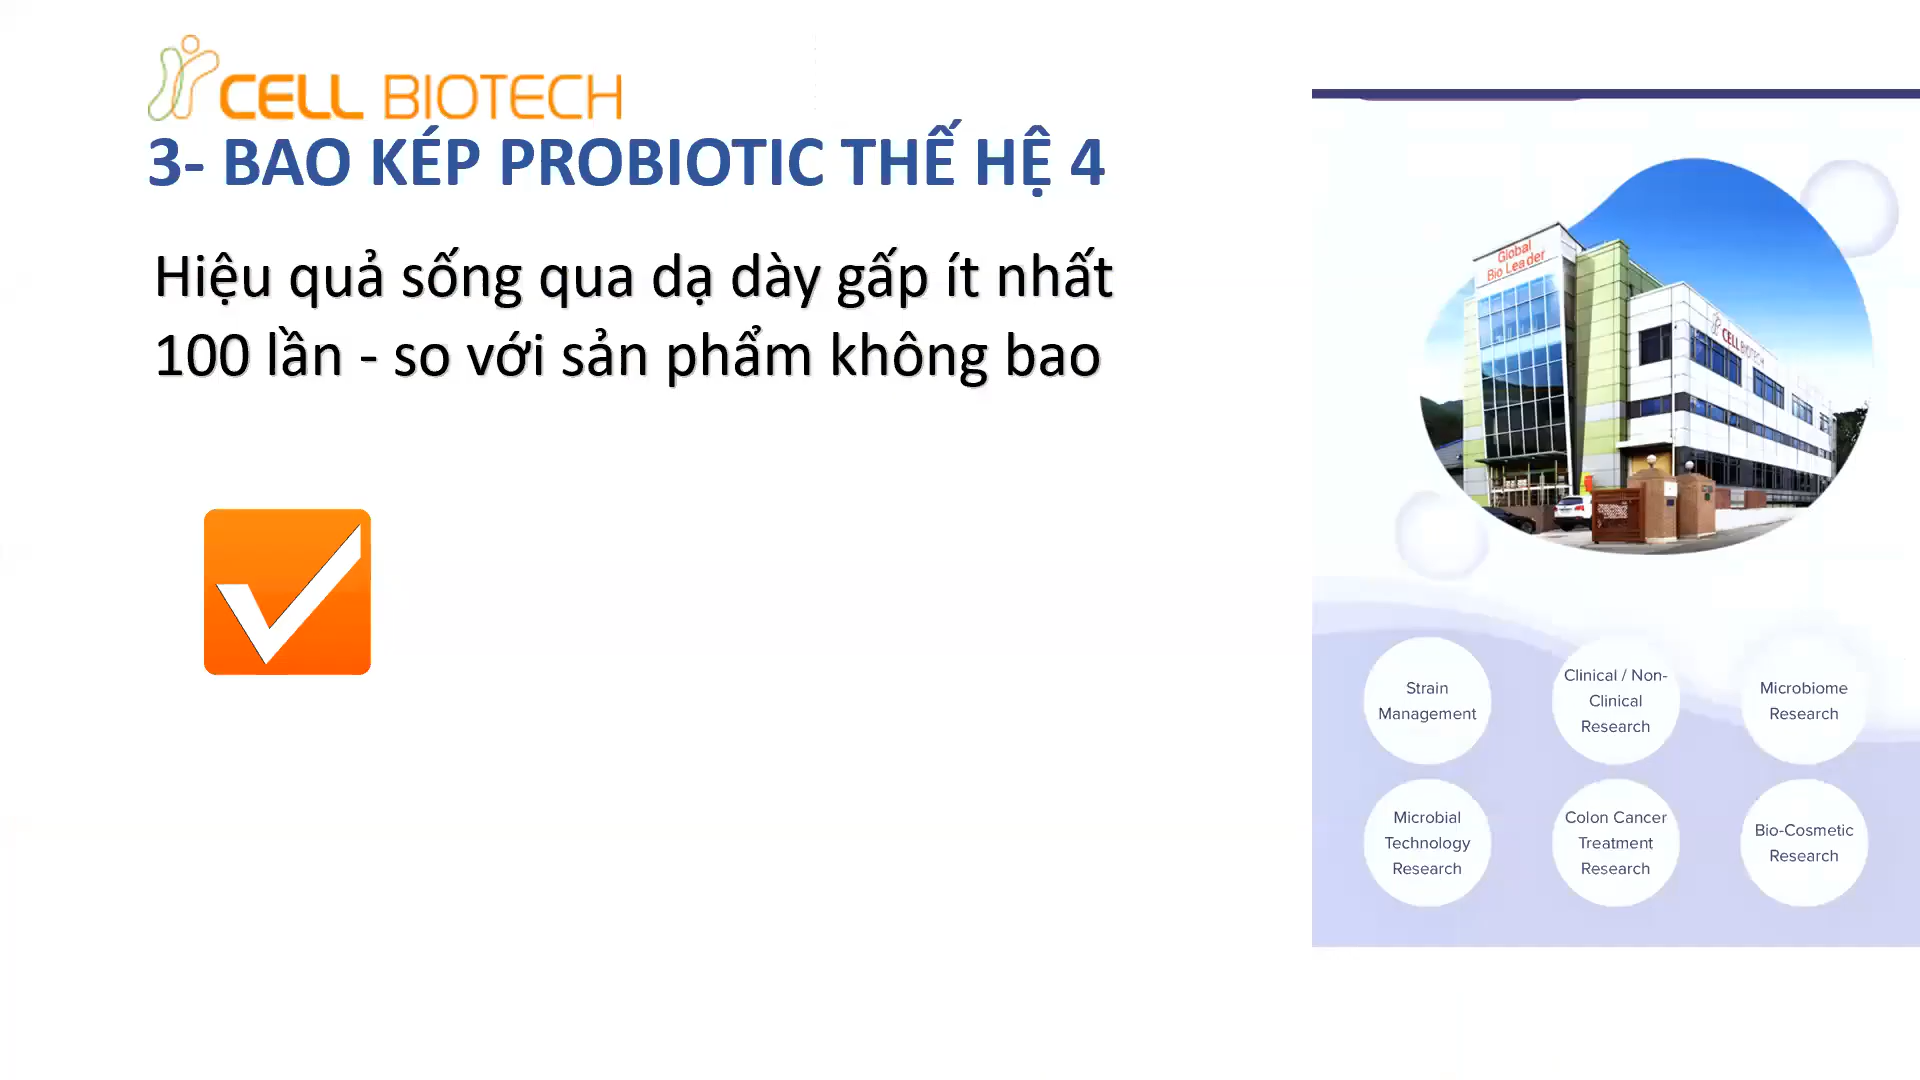 CELL BIOTECH
3- BAO KÉP PROBIOTIC THẾ HỆ 4
Hiệu quả sống qua dạ dày gấp ít nhất
100 lần - so với sản phẩm không bao
Global
Bio Leader
CELL BIOTECH
Strain
Management
Clinical / Non-
Clinical
Research
Microbiome
Research
Microbial
Technology
Research
Colon Cancer
Treatment
Research
Bio-Cosmetic
Research